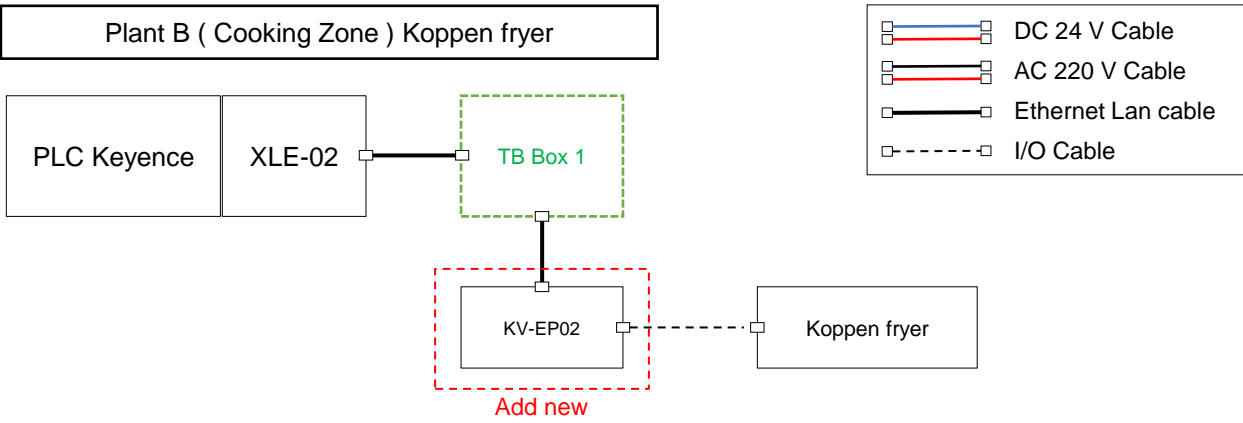 Plant B ( Cooking Zone ) Koppen fryer
DC 24 V Cable
AC 220 V Cable
Ethernet Lan cable
I/O Cable
PLC Keyence
XLE-02
TB Box 1
KV-EP02
Koppen fryer
Add new